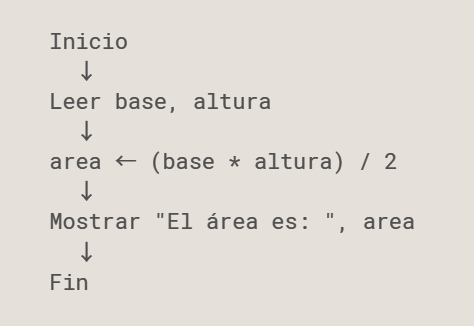 Inicio
↓
Leer base, altura
↓
area ← (base * altura) / 2
↓
Mostrar "El área es: ", area
↓
Fin